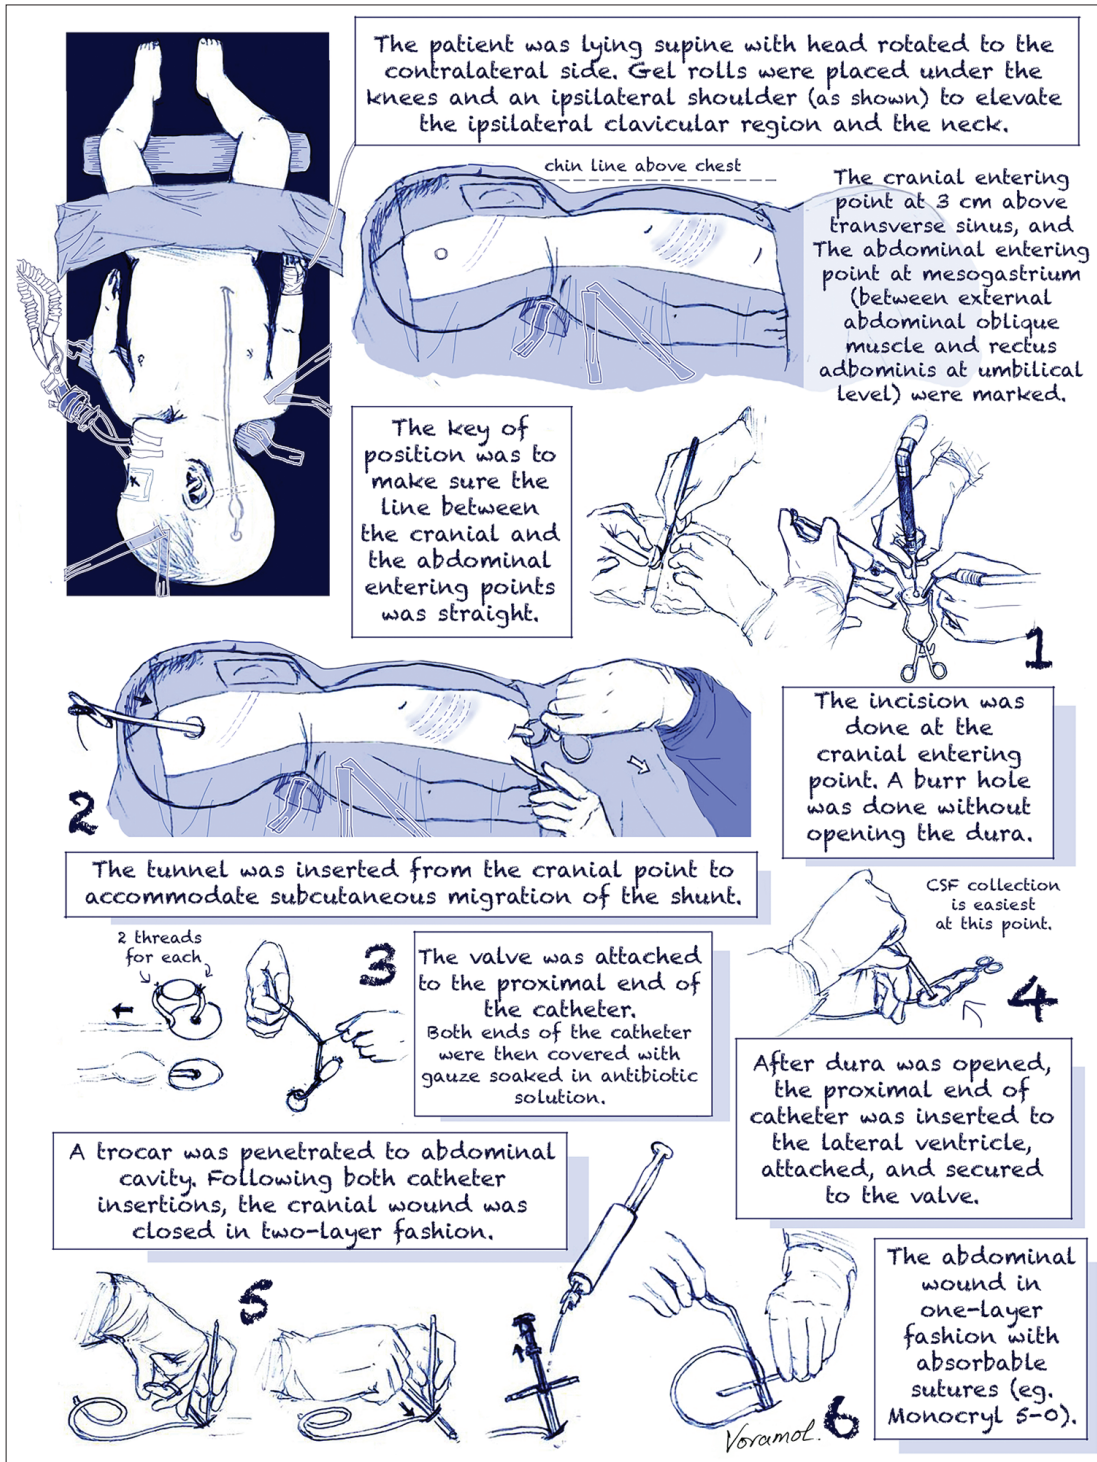 The patient was lying supine with head rotated to the
contralateral side. Gel rolls were placed under the
knees and an ipsilateral shoulder (as shown) to elevate
the ipsilateral clavicular region and the neck.
chin line above chest
The cranial entering
point at 3 cm above
transverse sinus, and
The abdominal entering
point at mesogastrium
(between external
abdominal oblique
muscle and rectus
adbominis at umbilical
level) were marked.
The key of
position was to
make sure the
line between
the cranial and
the abdominal
entering points
was straight.
1
The incision was
done at the
cranial entering
point. A burr hole
was done without
opening the dura.
2
The tunnel was inserted from the cranial point to
accommodate subcutaneous migration of the shunt.
2 threads
for each
3
The valve was attached
to the proximal end of
the catheter.
Both ends of the catheter
were then covered with
gauze soaked in antibiotic
solution.
CSF collection
is easiest
at this point.
4
After dura was opened,
the proximal end of
catheter was inserted to
the lateral ventricle,
attached, and secured
to the valve.
A trocar was penetrated to abdominal
cavity. Following both catheter
insertions, the cranial wound was
closed in two-layer fashion.
5
The abdominal
wound in
one-layer
fashion with
absorbable
sutures (eg.
Monocryl 5-0).
6
Voramol.